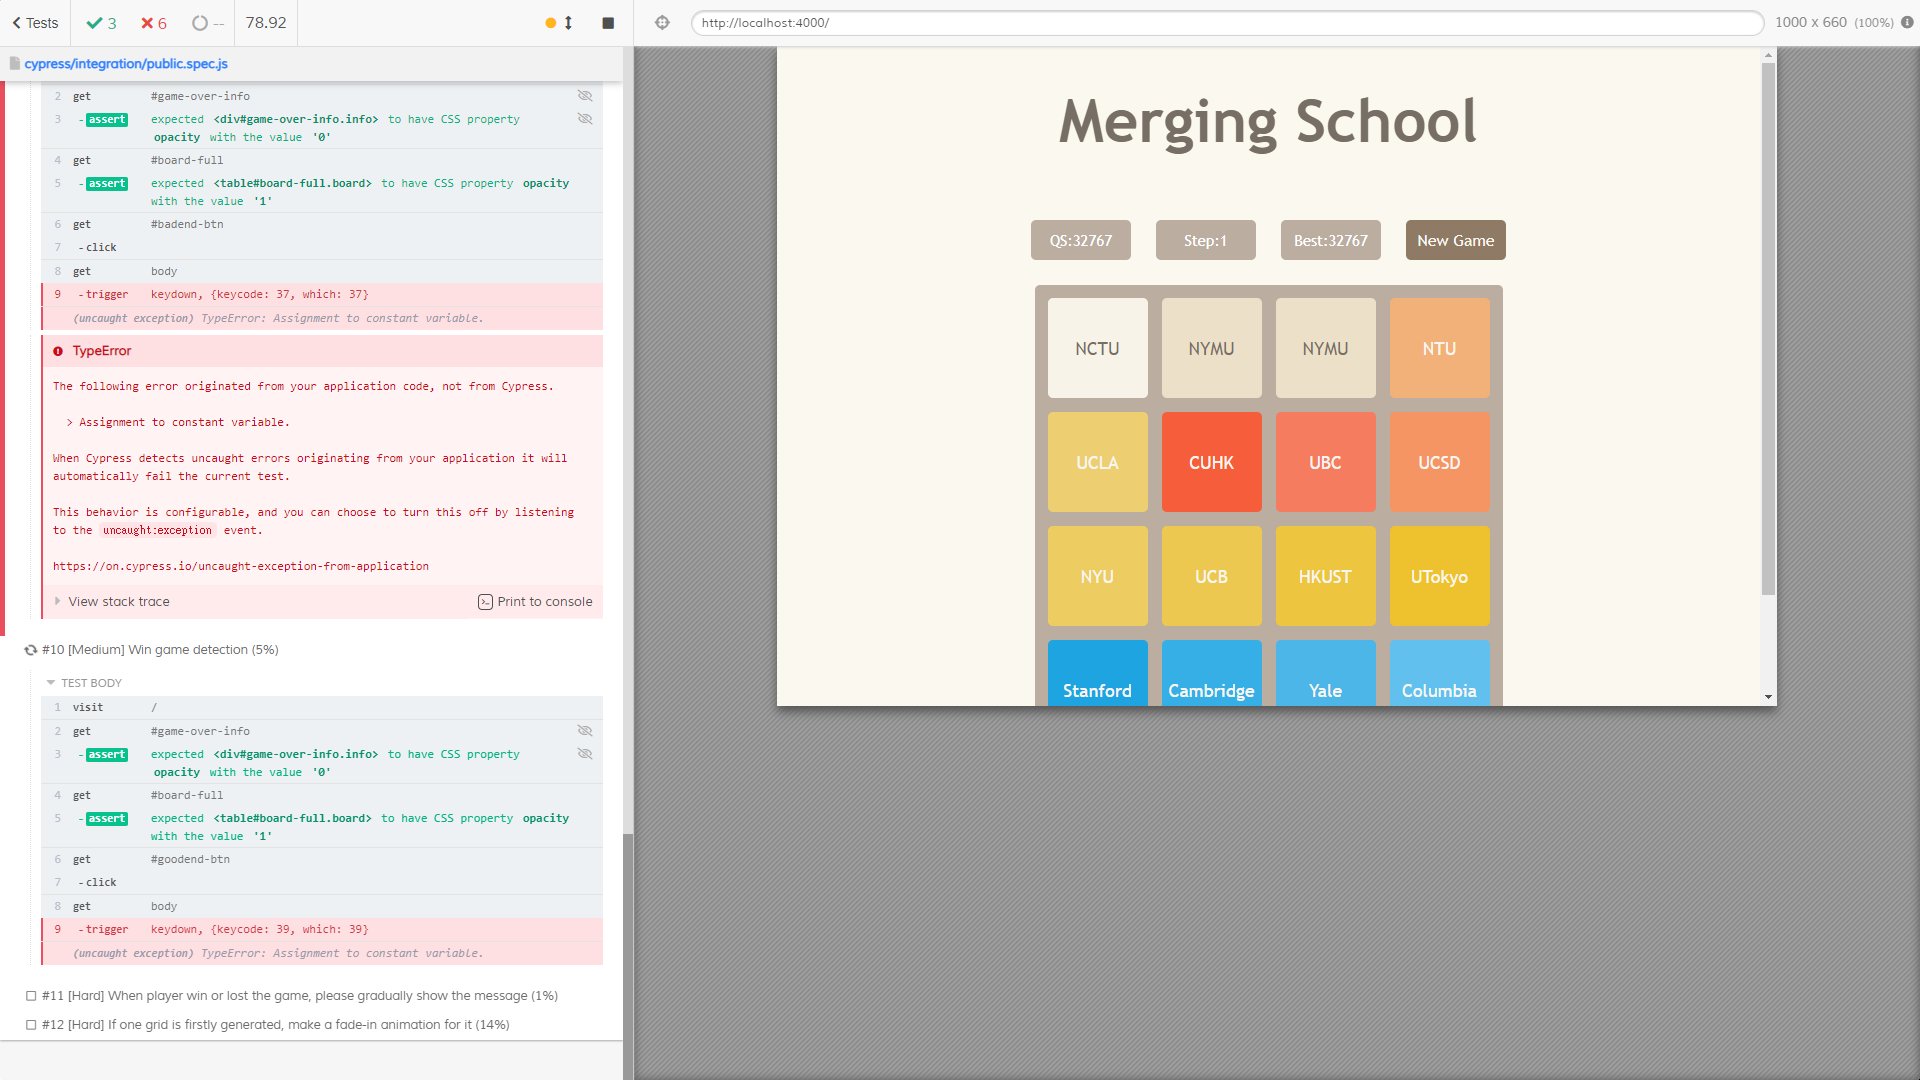 Tests
3
6
--
78.92
cypress/integration/public.spec.js
2 get #game-over-info
3 -assert expected <div#game-over-info.info> to have CSS property
opacity with the value '0'
4 get #board-full
5 -assert expected <table#board-full.board> to have CSS property opacity
with the value '1'
6 get #badend-btn
7 -click
8 get body
9 -trigger keydown, {keycode: 37, which: 37}
(uncaught exception) TypeError: Assignment to constant variable.
TypeError
The following error originated from your application code, not from Cypress.
> Assignment to constant variable.
When Cypress detects uncaught errors originating from your application it will
automatically fail the current test.
This behavior is configurable, and you can choose to turn this off by listening
to the uncaught:exception event.
https://on.cypress.io/uncaught-exception-from-application
View stack trace
Print to console
#10 [Medium] Win game detection (5%)
TEST BODY
1 visit /
2 get #game-over-info
3 -assert expected <div#game-over-info.info> to have CSS property
opacity with the value '0'
4 get #board-full
5 -assert expected <table#board-full.board> to have CSS property opacity
with the value '1'
6 get #goodend-btn
7 -click
8 get body
9 -trigger keydown, {keycode: 39, which: 39}
(uncaught exception) TypeError: Assignment to constant variable.
#11 [Hard] When player win or lost the game, please gradually show the message (1%)
#12 [Hard] If one grid is firstly generated, make a fade-in animation for it (14%)
http://localhost:4000/
1000 x 660 (100%)
Merging School
QS:32767
Step:1
Best:32767
New Game
NCTU
NYMU
NYMU
NTU
UCLA
CUHK
UBC
UCSD
NYU
UCB
HKUST
UTokyo
Stanford
Cambridge
Yale
Columbia